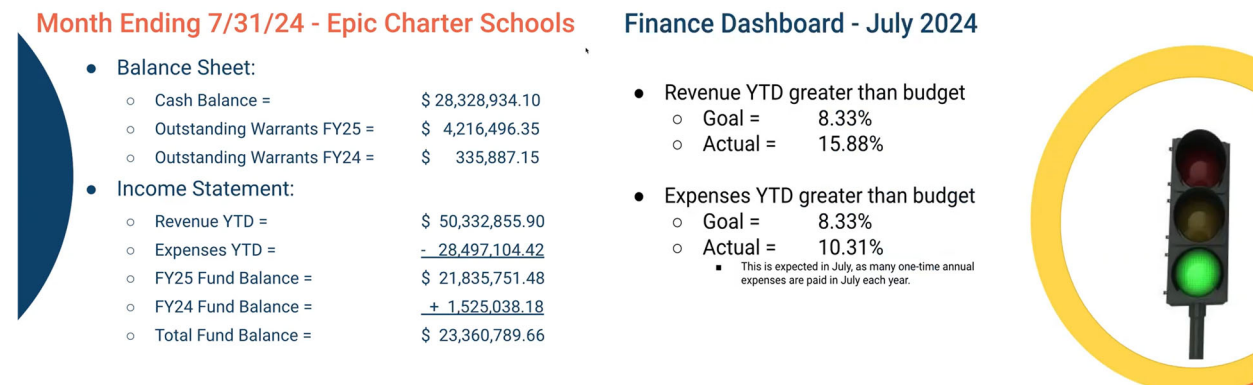 Month Ending 7/31/24 - Epic Charter Schools
● Balance Sheet:
○ Cash Balance = $ 28,328,934.10
○ Outstanding Warrants FY25 = $ 4,216,496.35
○ Outstanding Warrants FY24 = $ 335,887.15
● Income Statement:
○ Revenue YTD = $ 50,332,855.90
○ Expenses YTD = - 28,497,104.42
○ FY25 Fund Balance = $ 21,835,751.48
○ FY24 Fund Balance = + 1,525,038.18
○ Total Fund Balance = $ 23,360,789.66
Finance Dashboard - July 2024
● Revenue YTD greater than budget
○ Goal = 8.33%
○ Actual = 15.88%
● Expenses YTD greater than budget
○ Goal = 8.33%
○ Actual = 10.31%
■ This is expected in July, as many one-time annual
expenses are paid in July each year.